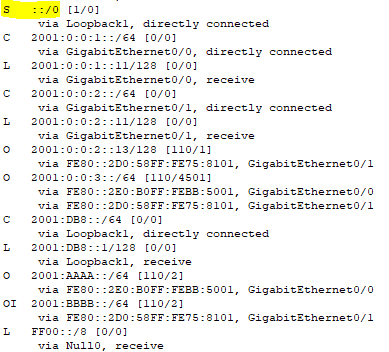 S ::/0 [1/0]
via Loopback1, directly connected
C 2001:0:0:1::/64 [0/0]
via GigabitEthernet0/0, directly connected
L 2001:0:0:1::11/128 [0/0]
via GigabitEthernet0/0, receive
C 2001:0:0:2::/64 [0/0]
via GigabitEthernet0/1, directly connected
L 2001:0:0:2::11/128 [0/0]
via GigabitEthernet0/1, receive
O 2001:0:0:2::13/128 [110/1]
via FE80::2D0:58FF:FE75:8101, GigabitEthernet0/1
O 2001:0:0:3::/64 [110/4501]
via FE80::2E0:B0FF:FEBB:5001, GigabitEthernet0/0
via FE80::2D0:58FF:FE75:8101, GigabitEthernet0/1
C 2001:DB8::/64 [0/0]
via Loopback1, directly connected
L 2001:DB8::1/128 [0/0]
via Loopback1, receive
O 2001:AAAA::/64 [110/2]
via FE80::2E0:B0FF:FEBB:5001, GigabitEthernet0/0
OI 2001:BBBB::/64 [110/2]
via FE80::2D0:58FF:FE75:8101, GigabitEthernet0/1
L FF00::/8 [0/0]
via Null0, receive